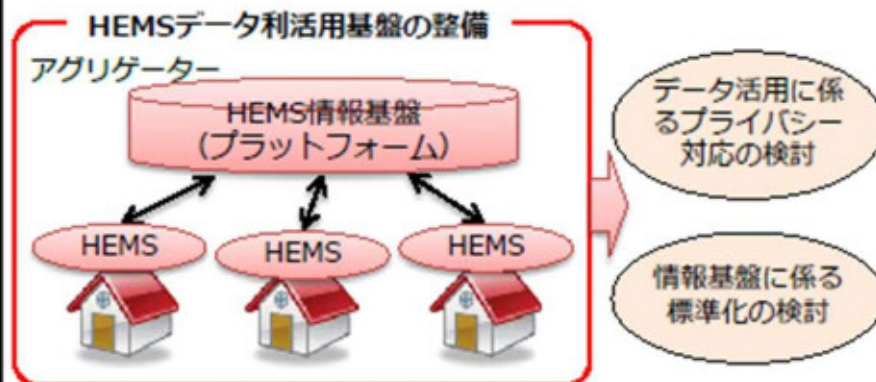 HEMSデータ利活用基盤の整備
アグリゲーター
HEMS情報基盤
（プラットフォーム）
HEMS
HEMS
HEMS
データ活用に係
るプライバシー
対応の検討
情報基盤に係る
標準化の検討